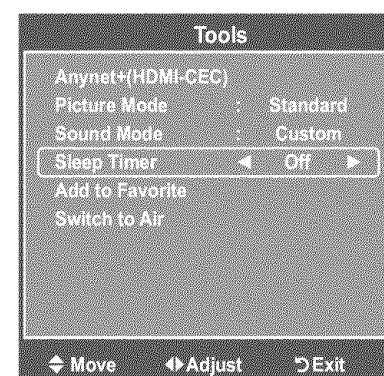 Tools
Anynet+(HDMI-CEC)
Picture Mode : Standard
Sound Mode : Custom
Sleep Timer ◄ Off ►
Add to Favorite
Switch to Air
Move Adjust Exit